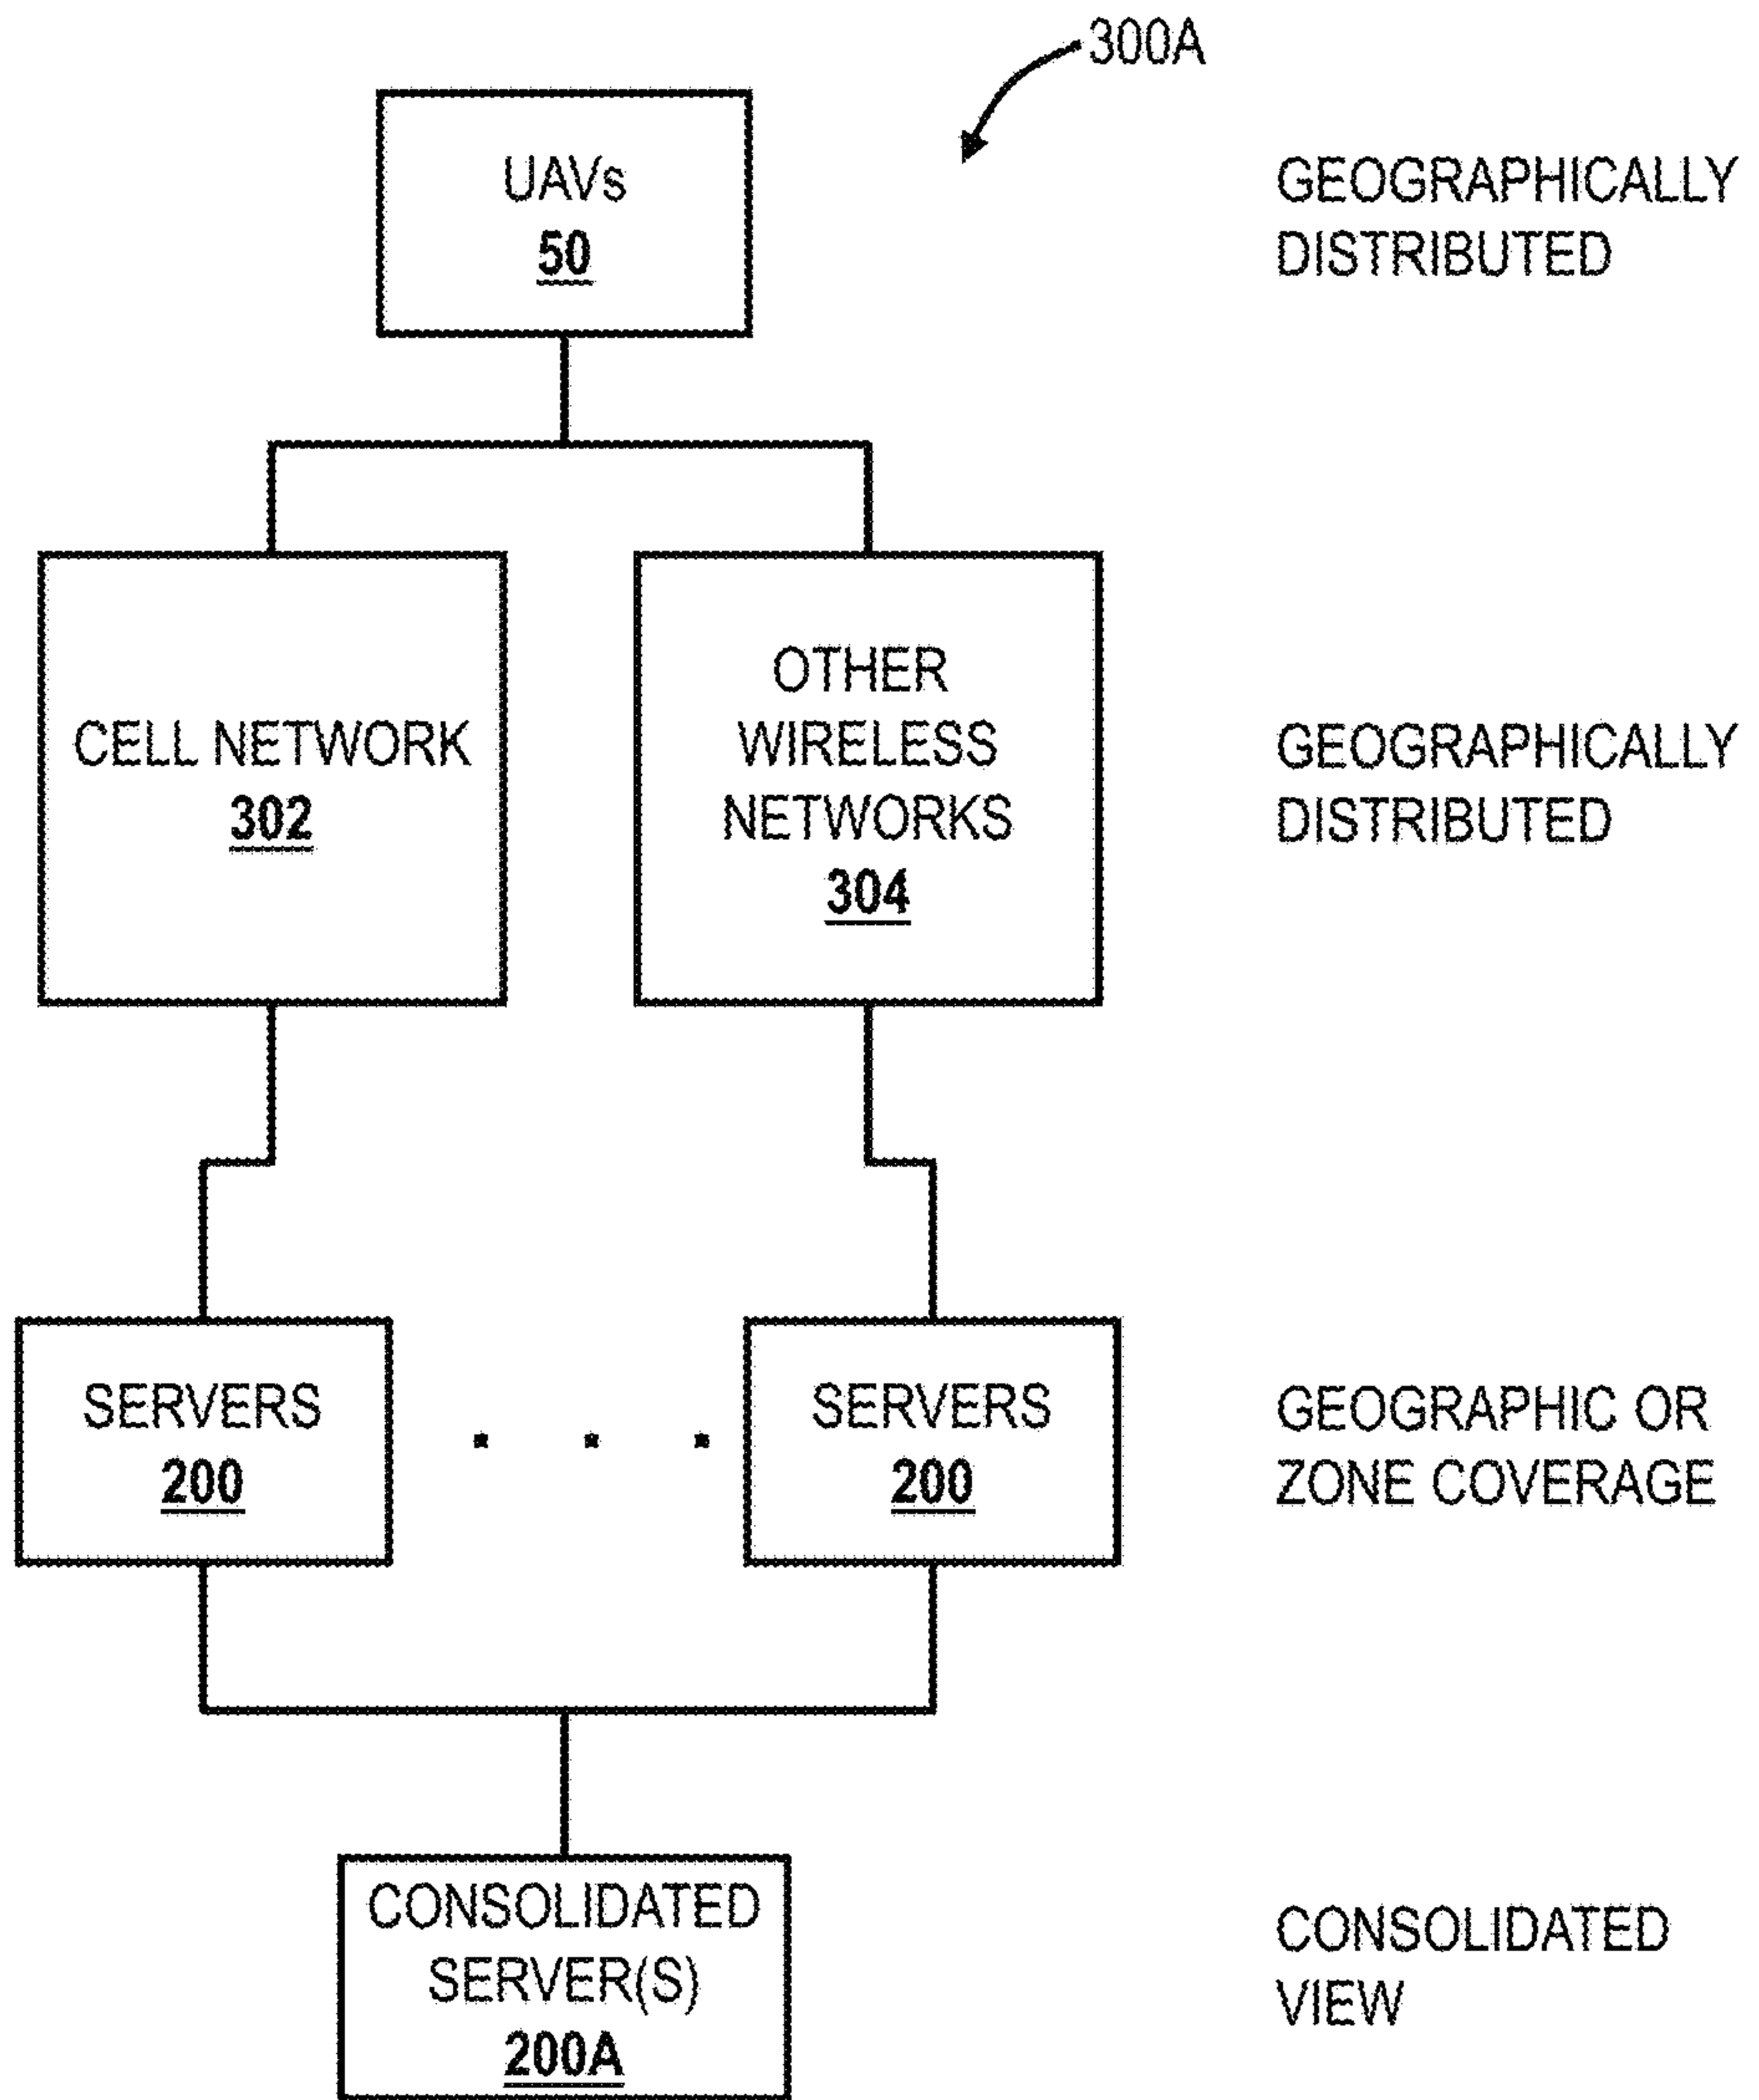 300A
UAVs
50
GEOGRAPHICALLY
DISTRIBUTED
CELL NETWORK
302
OTHER
WIRELESS
NETWORKS
304
GEOGRAPHICALLY
DISTRIBUTED
SERVERS
200
. . .
SERVERS
200
GEOGRAPHIC OR
ZONE COVERAGE
CONSOLIDATED
SERVER(S)
200A
CONSOLIDATED
VIEW